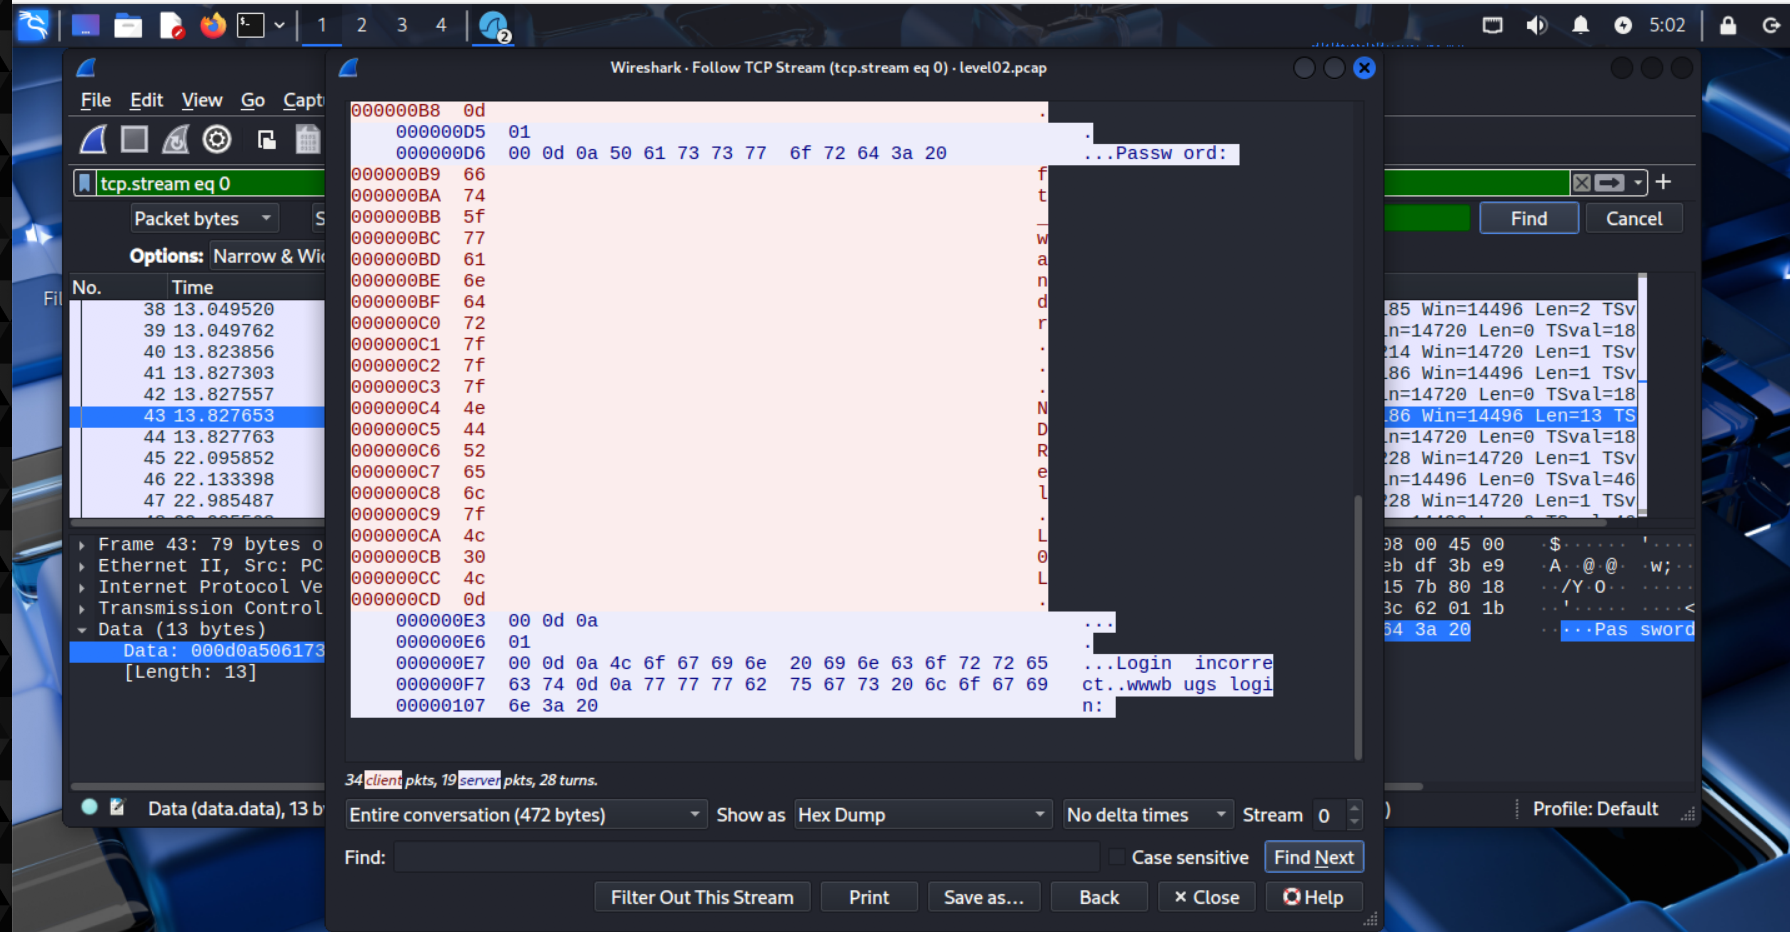 1 2 3 4 2 5:02
Wireshark · Follow TCP Stream (tcp.stream eq 0) · level02.pcap
File Edit View Go Capt
tcp.stream eq 0
Packet bytes
Options: Narrow & Wi
Find Cancel
No. Time
38 13.049520
39 13.049762
40 13.823856
41 13.827303
42 13.827557
43 13.827653
44 13.827763
45 22.095852
46 22.133398
47 22.985487
Frame 43: 79 bytes o
Ethernet II, Src: PC
Internet Protocol Ve
Transmission Control
Data (13 bytes)
Data: 000d0a506173
[Length: 13]
Data (data.data), 13 b
000000B8 0d .
000000D5 01 .
000000D6 00 0d 0a 50 61 73 73 77 6f 72 64 3a 20 ...Passw ord:
000000B9 66 f
000000BA 74 t
000000BB 5f _
000000BC 77 w
000000BD 61 a
000000BE 6e n
000000BF 64 d
000000C0 72 r
000000C1 7f .
000000C2 7f .
000000C3 7f .
000000C4 4e N
000000C5 44 D
000000C6 52 R
000000C7 65 e
000000C8 6c l
000000C9 7f .
000000CA 4c L
000000CB 30 0
000000CC 4c L
000000CD 0d .
000000E3 00 0d 0a ...
000000E6 01 .
000000E7 00 0d 0a 4c 6f 67 69 6e 20 69 6e 63 6f 72 72 65 ...Login incorre
000000F7 63 74 0d 0a 77 77 77 62 75 67 73 20 6c 6f 67 69 ct..wwwb ugs logi
00000107 6e 3a 20 n:
34 client pkts, 19 server pkts, 28 turns.
Entire conversation (472 bytes) Show as Hex Dump No delta times Stream 0
Find: Case sensitive Find Next
Filter Out This Stream Print Save as... Back × Close Help
85 Win=14496 Len=2 TSv
n=14720 Len=0 TSval=18
14 Win=14720 Len=1 TSv
86 Win=14496 Len=1 TSv
n=14720 Len=0 TSval=18
86 Win=14496 Len=13 TS
n=14720 Len=0 TSval=18
28 Win=14720 Len=1 TSv
n=14496 Len=0 TSval=46
28 Win=14720 Len=1 TSv
08 00 45 00 ·$······ '····
eb df 3b e9 ·A··@·@· ·w;··
15 7b 80 18 ··/Y·O·· ·····
3c 62 01 1b ··'····· ····<
64 3a 20 ·····Pas sword
Profile: Default